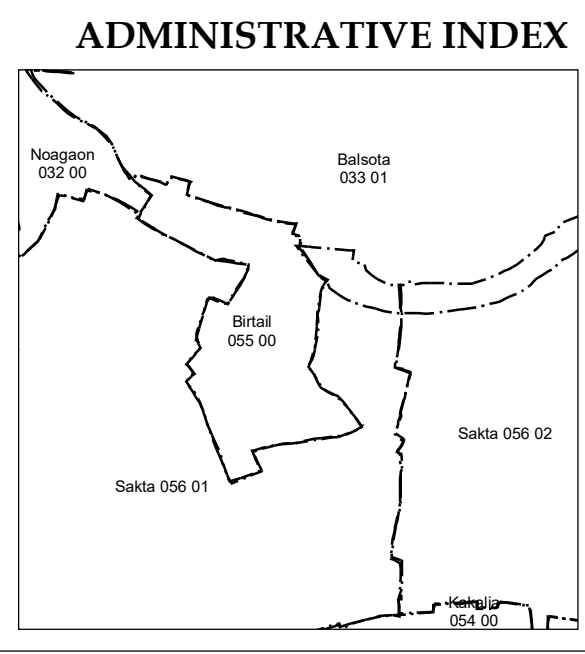 ADMINISTRATIVE INDEX
Noagaon
032 00
Balsota
033 01
Birtail
055 00
Sakta 056 02
Sakta 056 01
Kakalia
054 00